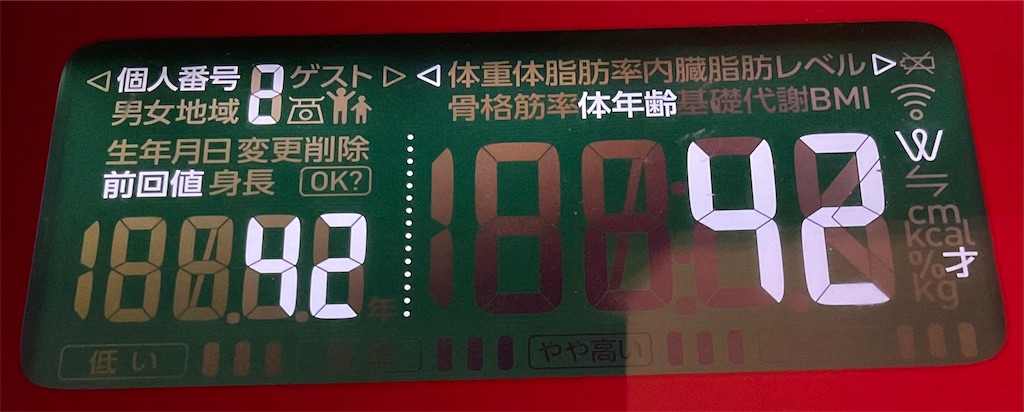 個人番号 2 ゲスト
男女地域
生年月日変更削除
前回値 身長 OK?
42 年
体重体脂肪率内臓脂肪レベル
骨格筋率体年齢基礎代謝BMI
42
W
cm
kcal
% 才
kg
低い
やや高い